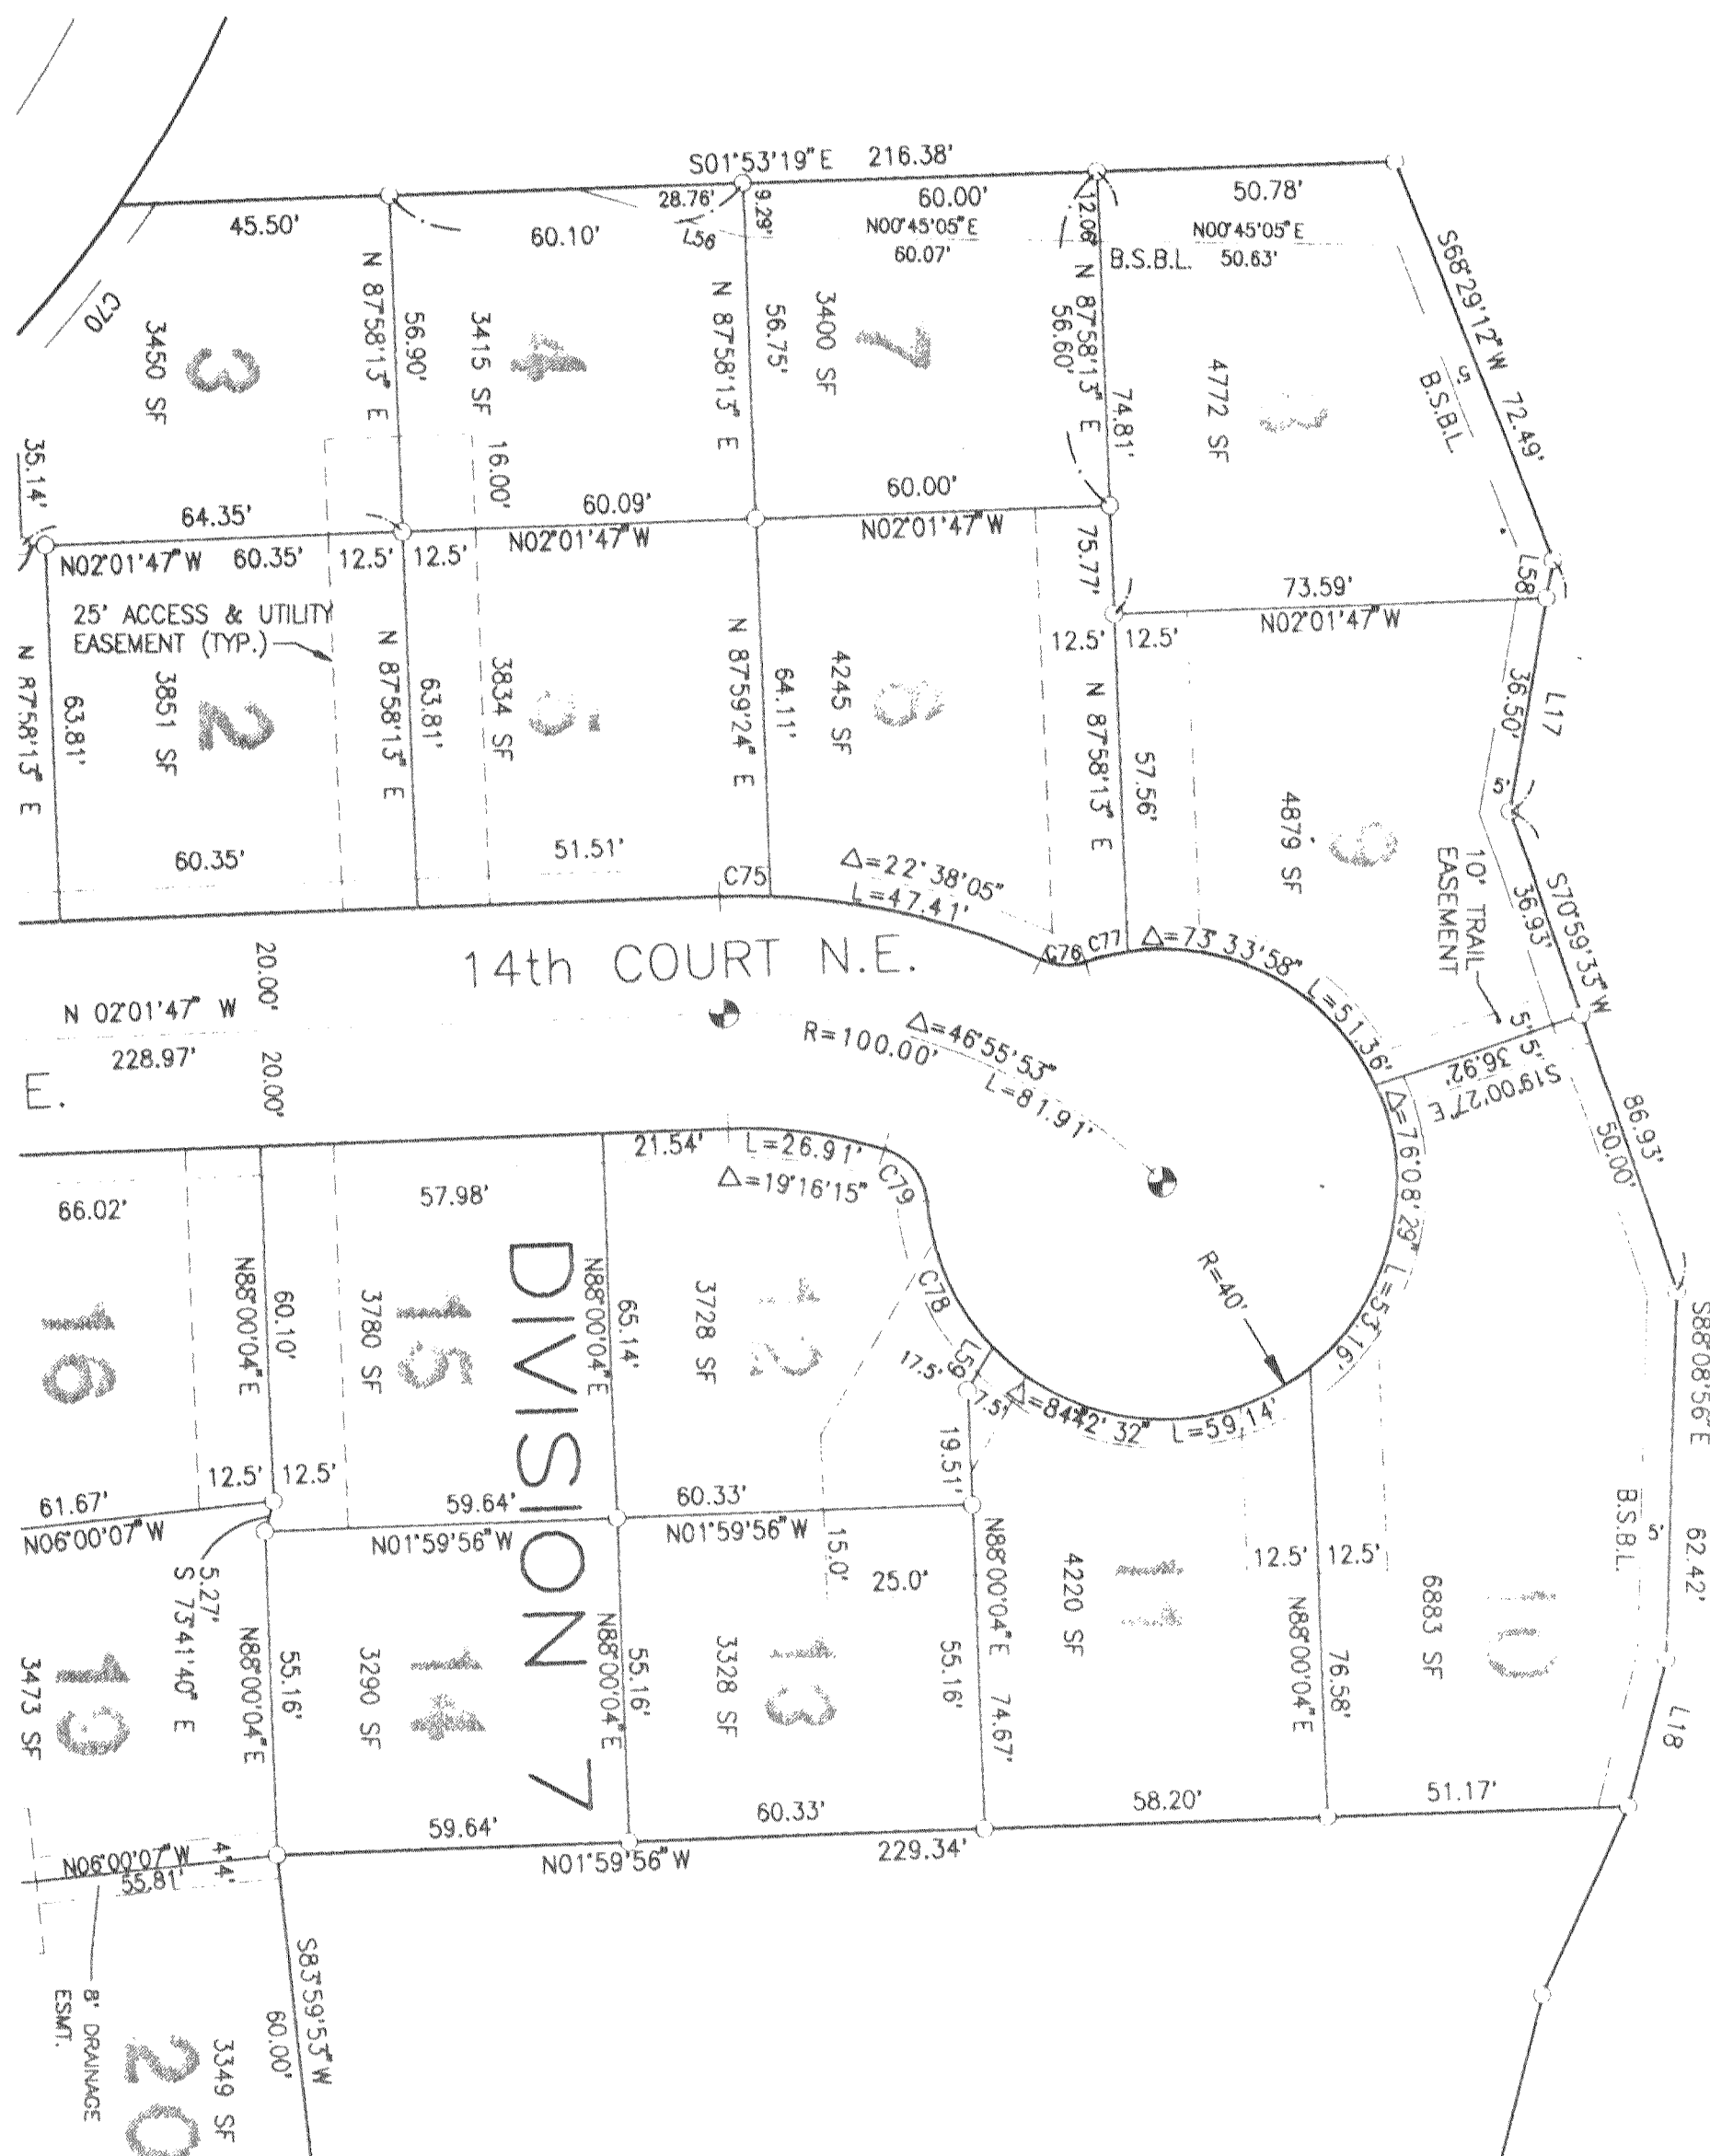 S01°53'19"E 216.38'
45.50'
60.10'
28.76'
L56
9.29'
60.00'
N00°45'05"E
60.07'
12.06'
50.78'
N00°45'05"E
50.63'
B.S.B.L.
S68°29'12"W 72.49'
5'
B.S.B.L.
C70
3450 SF
3
N 87°58'13" E
56.90'
3415 SF
4
N 87°58'13" E
56.75'
3400 SF
7
N 87°58'13" E
56.60'
74.81'
4772 SF
8
35.14'
64.35'
N02°01'47"W 60.35'
12.5' 12.5'
16.00'
60.09'
N02°01'47"W
60.00'
N02°01'47"W
75.77'
73.59'
N02°01'47"W
L58
25' ACCESS & UTILITY
EASEMENT (TYP.)
N 87°58'13" E
63.81'
3851 SF
2
N 87°58'13" E
63.81'
3834 SF
5
N 87°59'24" E
64.11'
4245 SF
6
12.5' 12.5'
N 87°58'13" E
57.56'
4879 SF
9
36.50'
L17
5'
10' TRAIL
EASEMENT
36.93'
S70°59'33"W
60.35'
51.51'
C75
Δ=22°38'05"
L=47.41'
C76
C77
Δ=73°33'58"
L=51.36'
5' 5'
36.92'
S19°00'27"E
86.93'
50.00'
14th COURT N.E.
20.00'
N 02°01'47" W
228.97'
20.00'
E.
R=100.00'
Δ=46°55'53"
L=81.91'
R=40'
Δ=76°08'29"
L=53.16'
21.54'
L=26.91'
Δ=19°16'15"
C79
C78
L59
17.5'
7.5'
Δ=84°42'32"
L=59.14'
66.02'
57.98'
16
N88°00'04"E
60.10'
3780 SF
15
DIVISION 7
N88°00'04"E
65.14'
3728 SF
12
19.51'
S88°08'56"E 62.42'
5'
B.S.B.L.
61.67'
N06°00'07"W
12.5' 12.5'
59.64'
N01°59'56"W
60.33'
N01°59'56"W
15.0'
25.0'
12.5' 12.5'
5.27'
S 73°41'40" E
3473 SF
N88°00'04"E
55.16'
3290 SF
14
N88°00'04"E
55.16'
3328 SF
13
55.16'
N88°00'04"E 74.67'
4220 SF
11
N88°00'04"E
76.58'
6883 SF
10
L18
N06°00'07"W
55.81'
4' 4'
59.64'
N01°59'56"W
60.33'
229.34'
58.20'
51.17'
8' DRAINAGE
ESMT.
S83°59'53"W
60.00'
3349 SF
20